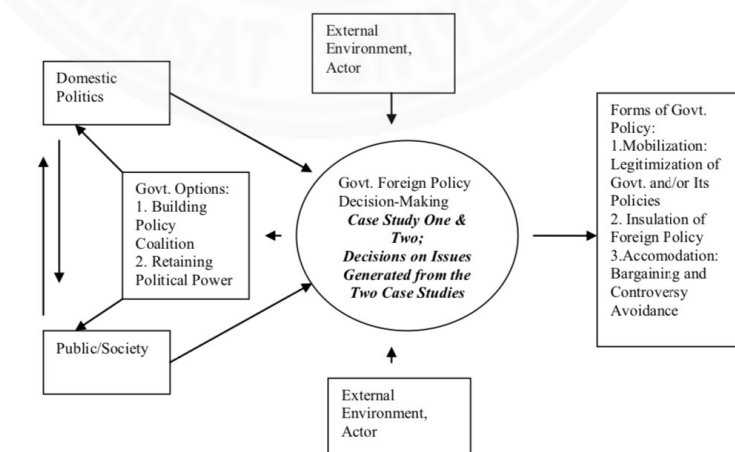 External
Environment,
Actor
Domestic
Politics
Forms of Govt.
Policy:
1.Mobilization:
Legitimization of
Govt. and/or Its
Policies
2. Insulation of
Foreign Policy
3.Accomodation:
Bargaining and
Controversy
Avoidance
Govt. Options:
1. Building
Policy
Coalition
2. Retaining
Political Power
Govt. Foreign Policy
Decision-Making
Case Study One &
Two;
Decisions on Issues
Generated from the
Two Case Studies
Public/Society
External
Environment,
Actor